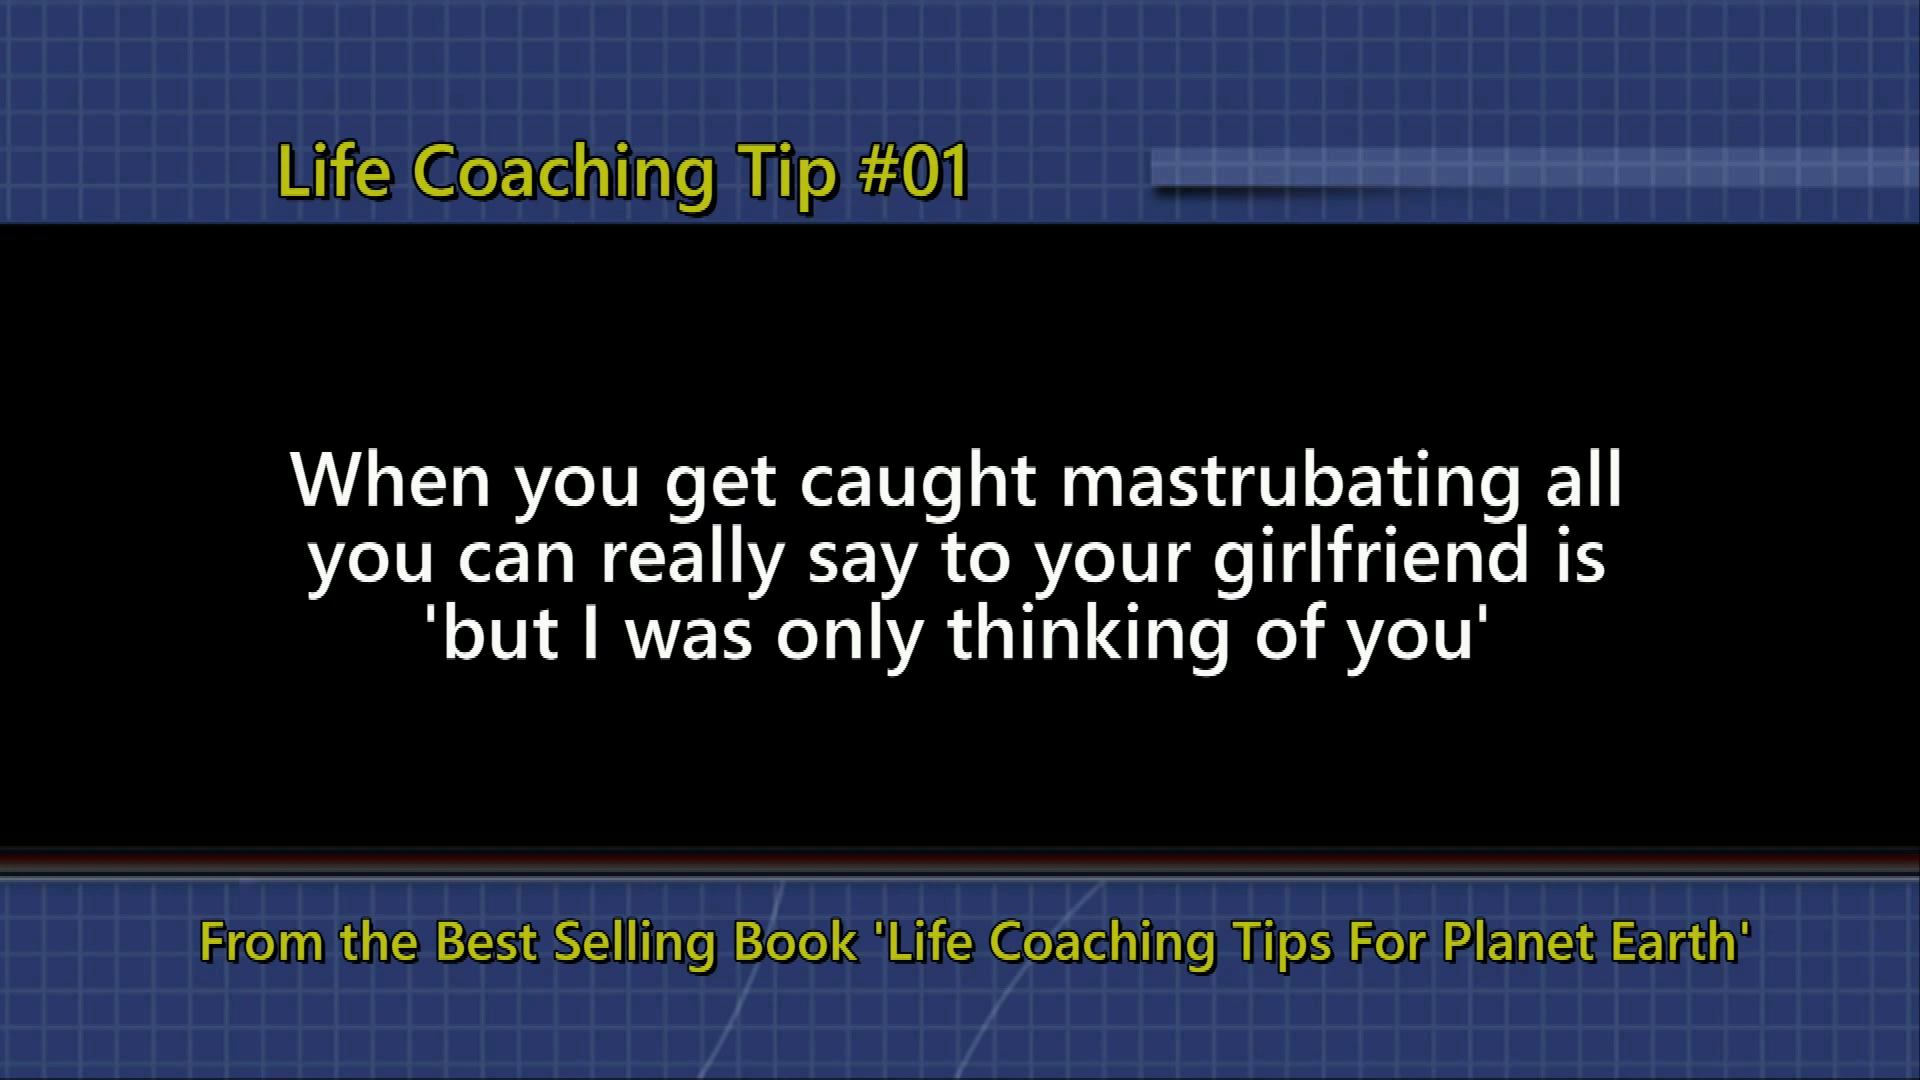 Life Coaching Tip #01
When you get caught mastrubating all
you can really say to your girlfriend is
'but I was only thinking of you'
From the Best Selling Book 'Life Coaching Tips For Planet Earth'